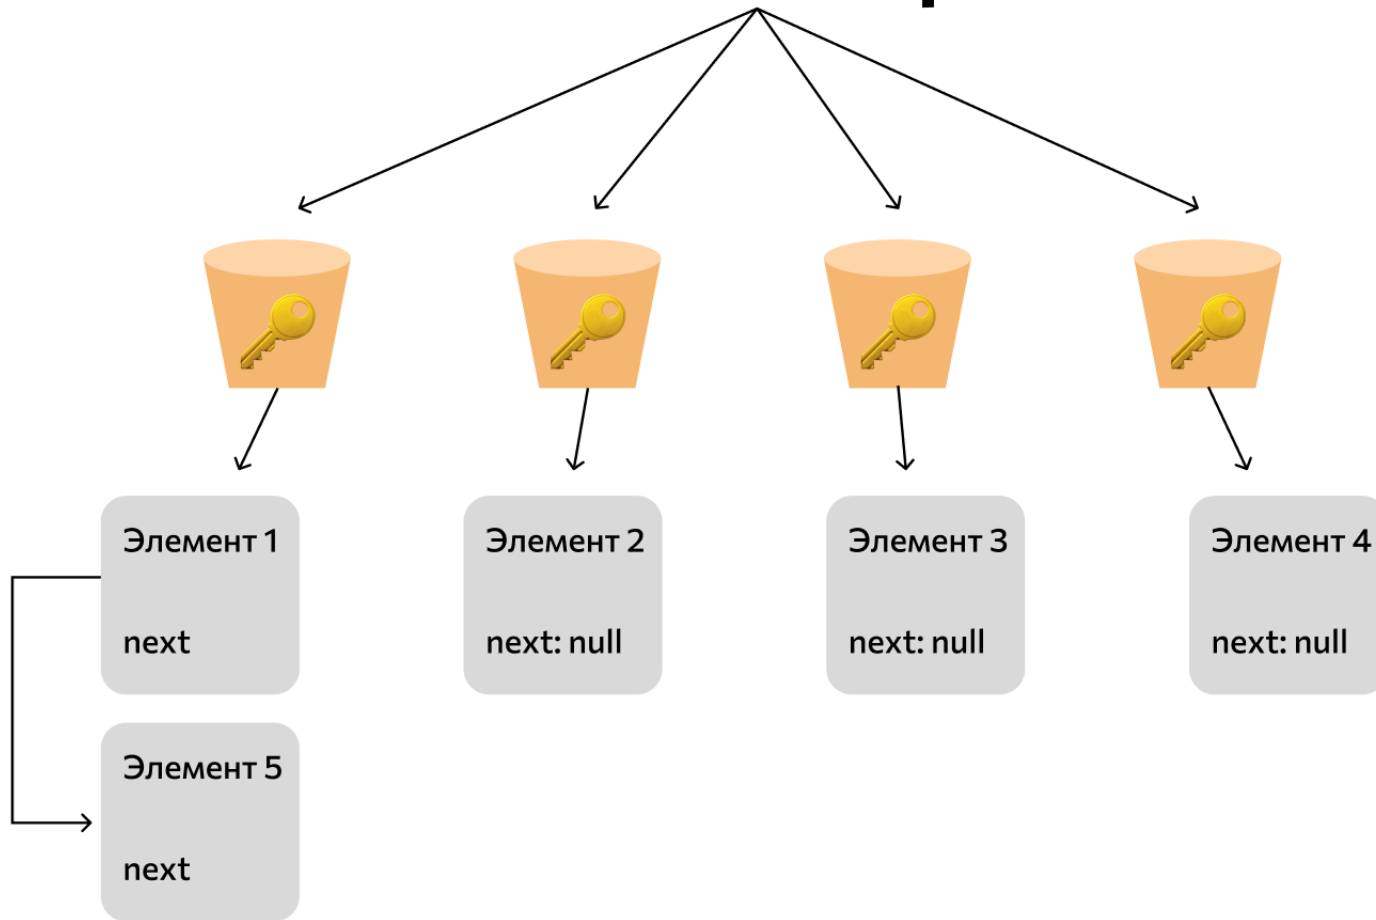 Элемент 1
next
Элемент 2
next: null
Элемент 3
next: null
Элемент 4
next: null
Элемент 5
next